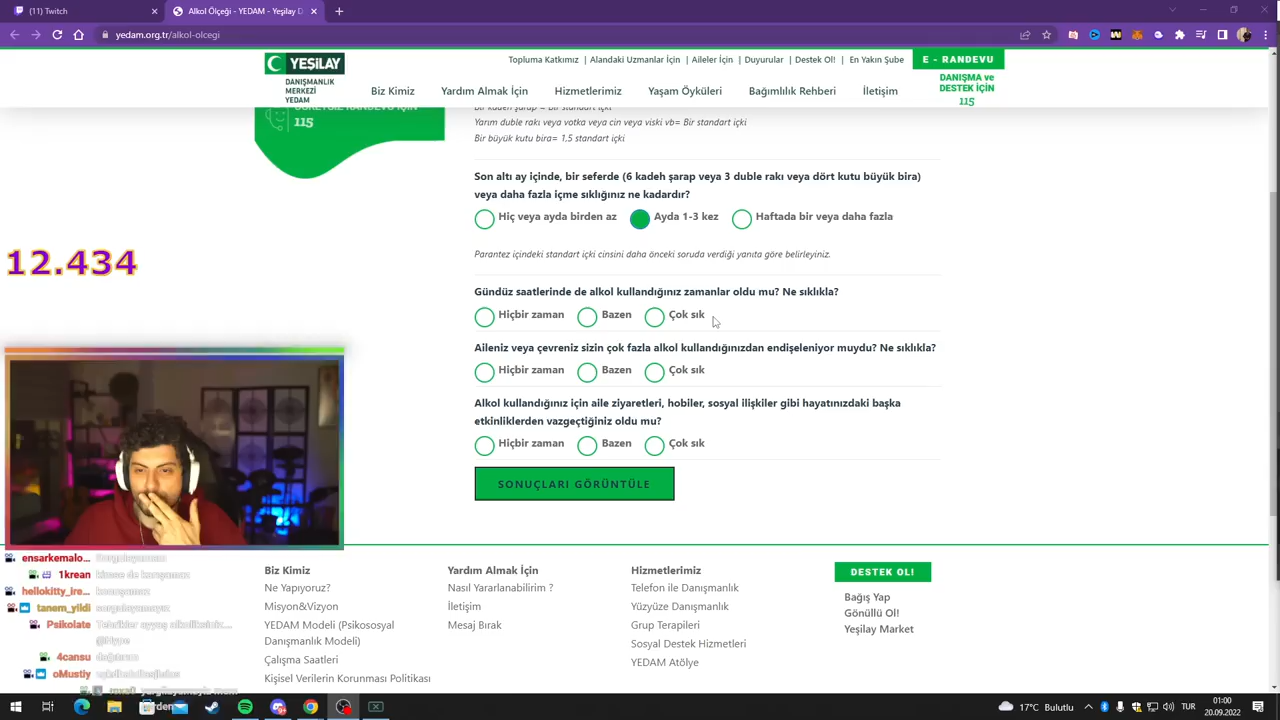 (11) Twitch
Alkol Ölçeği - Yeşilay Danışma
YEŞİLAY
DANIŞMANLIK
MERKEZİ
YEDAM
Topluma Katkımız | Alandaki Uzmanlar İçin | Aileler İçin | Duyurular | Destek Ol! | En Yakın Şube
E - RANDEVU
Biz Kimiz Yardım Almak İçin Hizmetlerimiz Yaşam Öyküleri Bağımlılık Rehberi İletişim
DANIŞMA ve
DESTEK İÇİN
115
115
Bir kadeh şarap = Bir standart içki
Yarım duble rakı veya votka veya cin veya viski vb= Bir standart içki
Bir büyük kutu bira= 1,5 standart içki
Son altı ay içinde, bir seferde (6 kadeh şarap veya 3 duble rakı veya dört kutu büyük bira)
veya daha fazla içme sıklığınız ne kadardır?
Hiç veya ayda birden az Ayda 1-3 kez Haftada bir veya daha fazla
Parantez içindeki standart içki cinsini daha önceki soruda verdiği yanıta göre belirleyiniz.
12.434
Gündüz saatlerinde de alkol kullandığınız zamanlar oldu mu? Ne sıklıkla?
Hiçbir zaman Bazen Çok sık
Aileniz veya çevreniz sizin çok fazla alkol kullandığınızdan endişeleniyor muydu? Ne sıklıkla?
Hiçbir zaman Bazen Çok sık
Alkol kullandığınız için aile ziyaretleri, hobiler, sosyal ilişkiler gibi hayatınızdaki başka
etkinliklerden vazgeçtiğiniz oldu mu?
Hiçbir zaman Bazen Çok sık
SONUÇLARI GÖRÜNTÜLE
ensarkemalo...
1krean
hellokitty_ire...
tanem_yildi
Psikolate
@Hype
4cansu
oMustiy
Biz Kimiz
Ne Yapıyoruz?
Misyon&Vizyon
YEDAM Modeli (Psikososyal
Danışmanlık Modeli)
Çalışma Saatleri
Kişisel Verilerin Korunması Politikası
Yardım Almak İçin
Nasıl Yararlanabilirim ?
İletişim
Mesaj Bırak
Hizmetlerimiz
Telefon ile Danışmanlık
Yüzyüze Danışmanlık
Grup Terapileri
Sosyal Destek Hizmetleri
YEDAM Atölye
DESTEK OL!
Bağış Yap
Gönüllü Ol!
Yeşilay Market
17°C Bulutlu
TUR
01:00
20.09.2022